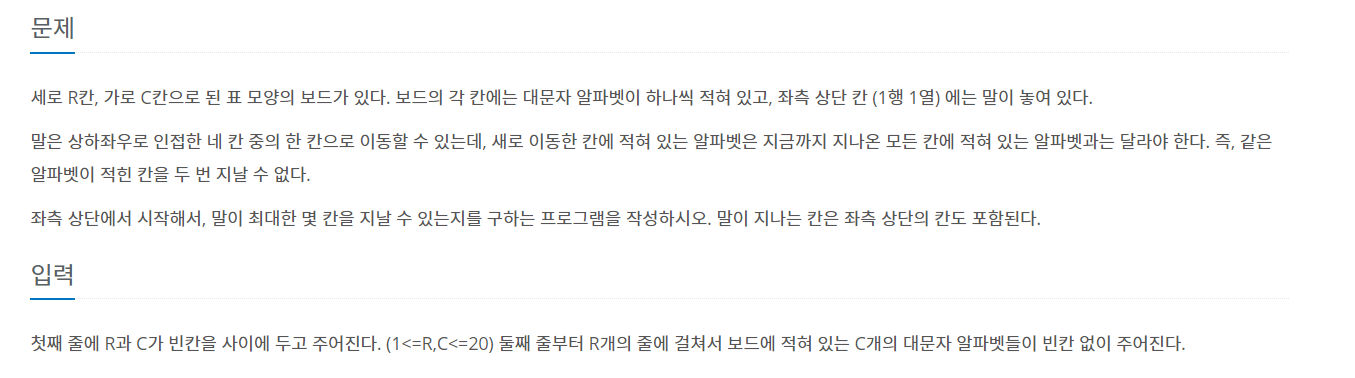 문제
세로 R칸, 가로 C칸으로 된 표 모양의 보드가 있다. 보드의 각 칸에는 대문자 알파벳이 하나씩 적혀 있고, 좌측 상단 칸 (1행 1열) 에는 말이 놓여 있다.
말은 상하좌우로 인접한 네 칸 중의 한 칸으로 이동할 수 있는데, 새로 이동한 칸에 적혀 있는 알파벳은 지금까지 지나온 모든 칸에 적혀 있는 알파벳과는 달라야 한다. 즉, 같은
알파벳이 적힌 칸을 두 번 지날 수 없다.
좌측 상단에서 시작해서, 말이 최대한 몇 칸을 지날 수 있는지를 구하는 프로그램을 작성하시오. 말이 지나는 칸은 좌측 상단의 칸도 포함된다.
입력
첫째 줄에 R과 C가 빈칸을 사이에 두고 주어진다. (1<=R,C<=20) 둘째 줄부터 R개의 줄에 걸쳐서 보드에 적혀 있는 C개의 대문자 알파벳들이 빈칸 없이 주어진다.